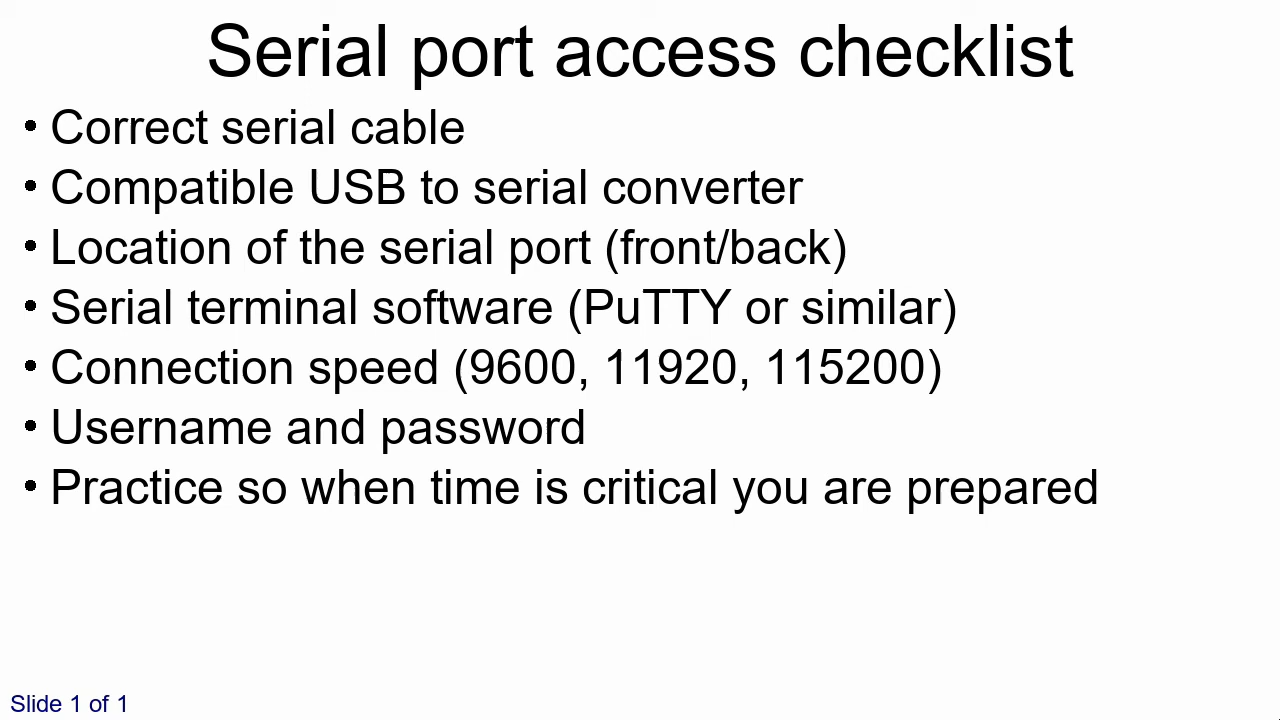 Serial port access checklist
• Correct serial cable
• Compatible USB to serial converter
• Location of the serial port (front/back)
• Serial terminal software (PuTTY or similar)
• Connection speed (9600, 11920, 115200)
• Username and password
• Practice so when time is critical you are prepared
Slide 1 of 1